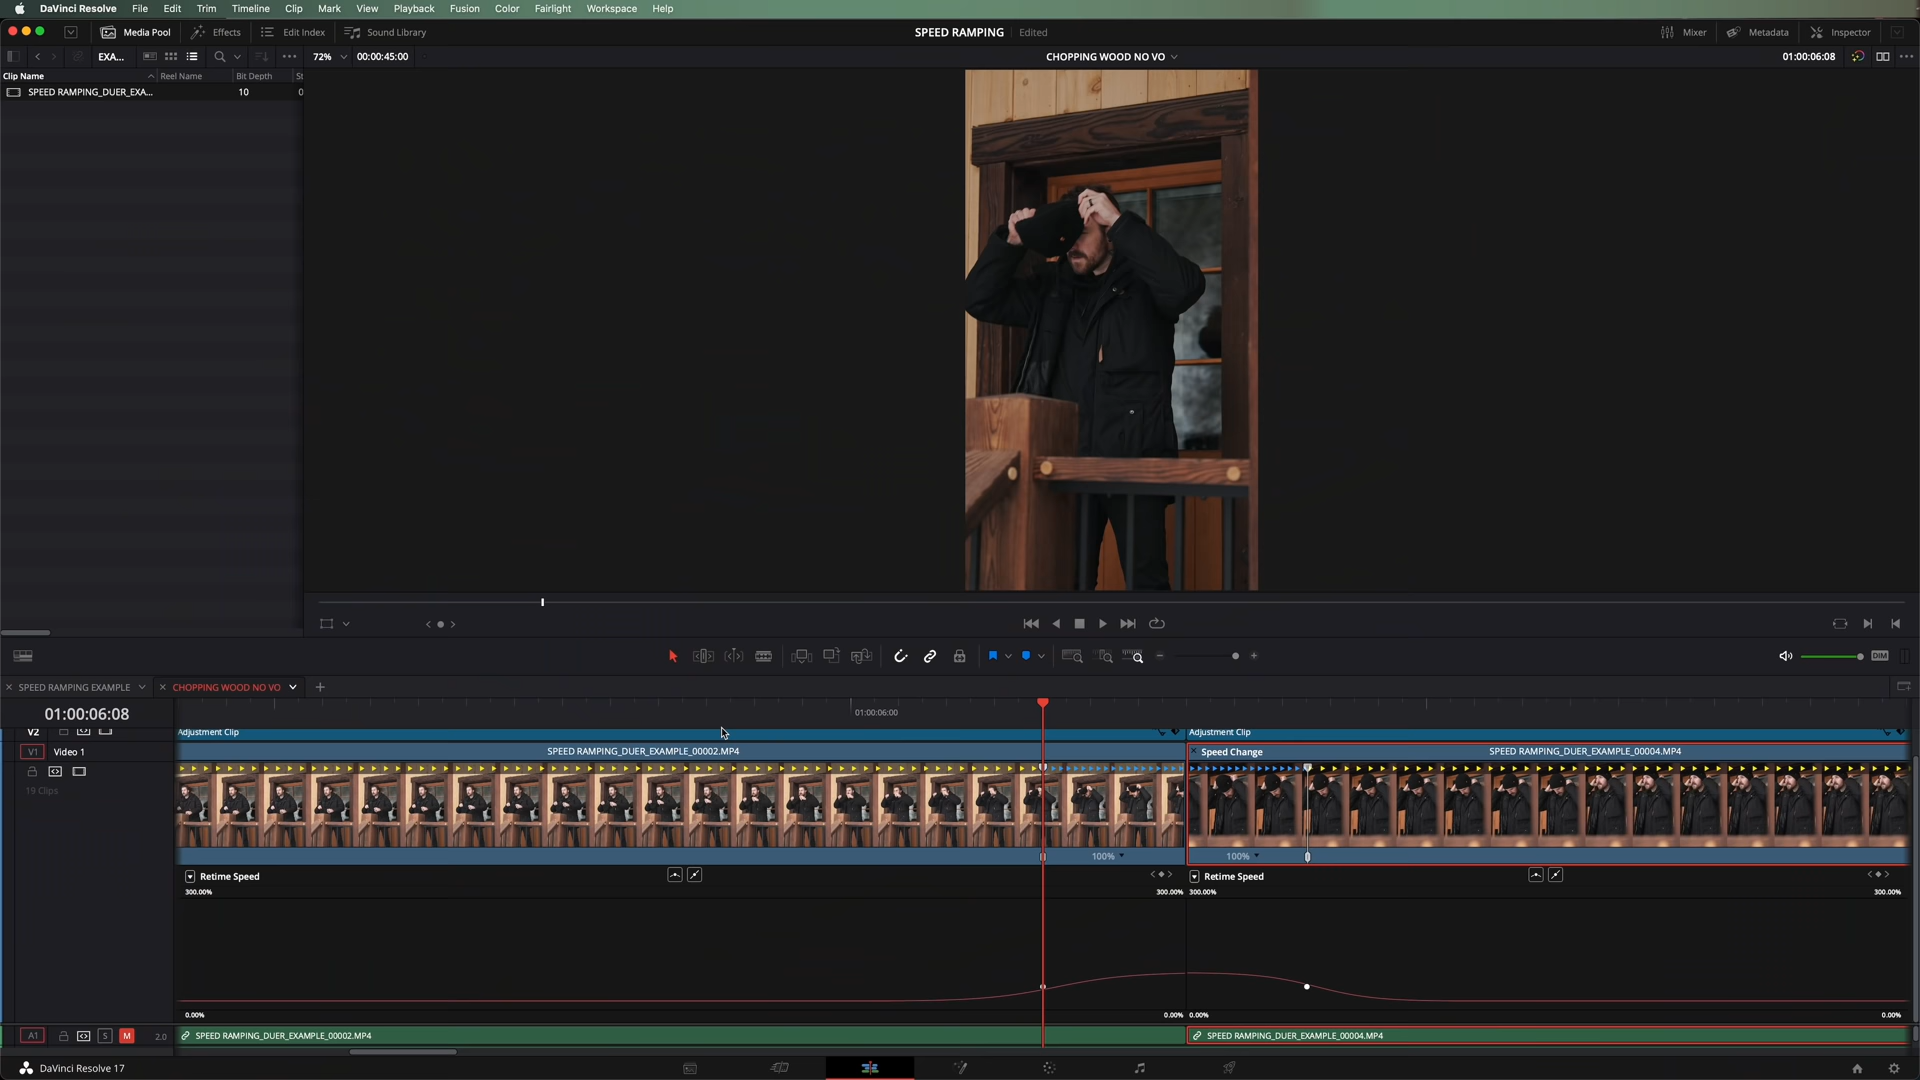 DaVinci Resolve File Edit Trim Timeline Clip Mark View Playback Fusion Color Fairlight Workspace Help
Media Pool Effects Edit Index Sound Library SPEED RAMPING Edited Mixer Metadata Inspector
EXA... 72% 00:00:45:00 CHOPPING WOOD NO VO 01:00:06:08
Clip Name Reel Name Bit Depth St
SPEED RAMPING_DUER_EXA... 10 0
DIM
SPEED RAMPING EXAMPLE CHOPPING WOOD NO VO
01:00:06:08 01:00:06:00
V2 Adjustment Clip Adjustment Clip
V1 Video 1 SPEED RAMPING_DUER_EXAMPLE_00002.MP4 Speed Change SPEED RAMPING_DUER_EXAMPLE_00004.MP4
19 Clips
100% 100%
Retime Speed Retime Speed
300.00% 300.00% 300.00% 300.00%
0.00% 0.00% 0.00% 0.00%
A1 S M 2.0 SPEED RAMPING_DUER_EXAMPLE_00002.MP4 SPEED RAMPING_DUER_EXAMPLE_00004.MP4
DaVinci Resolve 17